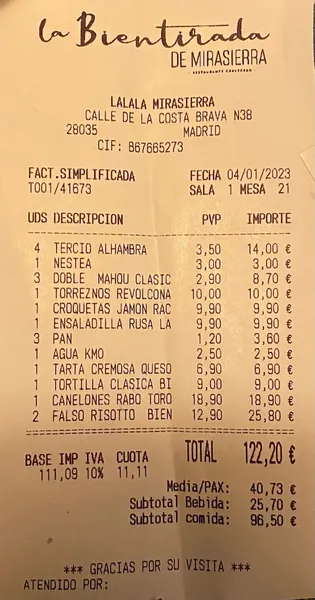 la Bientirada
DE MIRASIERRA
LALALA MIRASIERRA
CALLE DE LA COSTA BRAVA N38
28035 MADRID
CIF: B67665273
FACT.SIMPLIFICADA FECHA 04/01/2023
T001/41673 SALA 1 MESA 21
UDS DESCRIPCION PVP IMPORTE
4 TERCIO ALHAMBRA 3,50 14,00 €
1 NESTEA 3,00 3,00 €
3 DOBLE MAHOU CLASIC 2,90 8,70 €
1 TORREZNOS REVOLCONA 10,00 10,00 €
1 CROQUETAS JAMON RAC 9,90 9,90 €
1 ENSALADILLA RUSA LA 9,90 9,90 €
3 PAN 1,20 3,60 €
1 AGUA KMO 2,50 2,50 €
1 TARTA CREMOSA QUESO 6,90 6,90 €
1 TORTILLA CLASICA BI 9,00 9,00 €
1 CANELONES RABO TORO 18,90 18,90 €
2 FALSO RISOTTO BIEN 12,90 25,80 €
BASE IMP IVA CUOTA TOTAL 122,20 €
111,09 10% 11,11
Media/PAX: 40,73 €
Subtotal Bebida: 25,70 €
Subtotal comida: 96,50 €
*** GRACIAS POR SU VISITA ***
ATENDIDO POR: